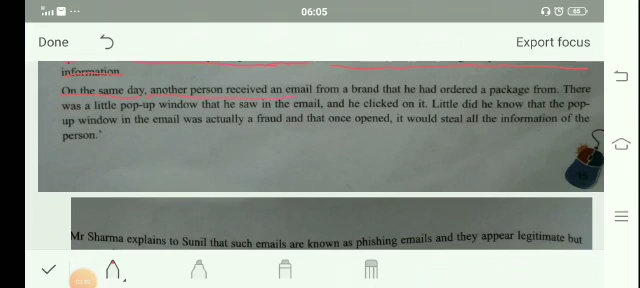 06:05
65
Done
Export focus
information.
On the same day, another person received an email from a brand that he had ordered a package from. There
was a little pop-up window that he saw in the email, and he clicked on it. Little did he know that the pop-
up window in the email was actually a fraud and that once opened, it would steal all the information of the
person.'
Mr Sharma explains to Sunil that such emails are known as phishing emails and they appear legitimate but